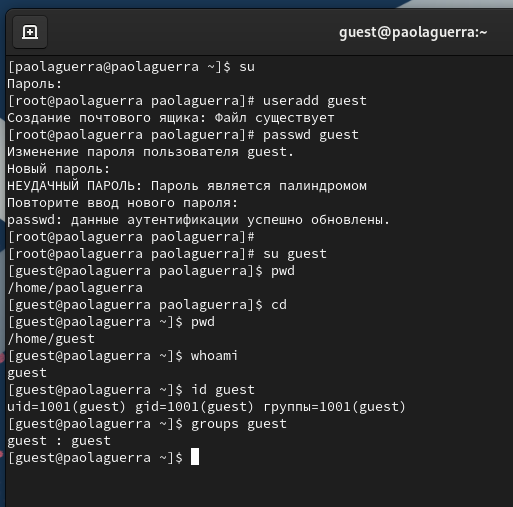 guest@paolaguerra:~
[paolaguerra@paolaguerra ~]$ su
Пароль:
[root@paolaguerra paolaguerra]# useradd guest
Создание почтового ящика: Файл существует
[root@paolaguerra paolaguerra]# passwd guest
Изменение пароля пользователя guest.
Новый пароль:
НЕУДАЧНЫЙ ПАРОЛЬ: Пароль является палиндромом
Повторите ввод нового пароля:
passwd: данные аутентификации успешно обновлены.
[root@paolaguerra paolaguerra]#
[root@paolaguerra paolaguerra]# su guest
[guest@paolaguerra paolaguerra]$ pwd
/home/paolaguerra
[guest@paolaguerra paolaguerra]$ cd
[guest@paolaguerra ~]$ pwd
/home/guest
[guest@paolaguerra ~]$ whoami
guest
[guest@paolaguerra ~]$ id guest
uid=1001(guest) gid=1001(guest) группы=1001(guest)
[guest@paolaguerra ~]$ groups guest
guest : guest
[guest@paolaguerra ~]$